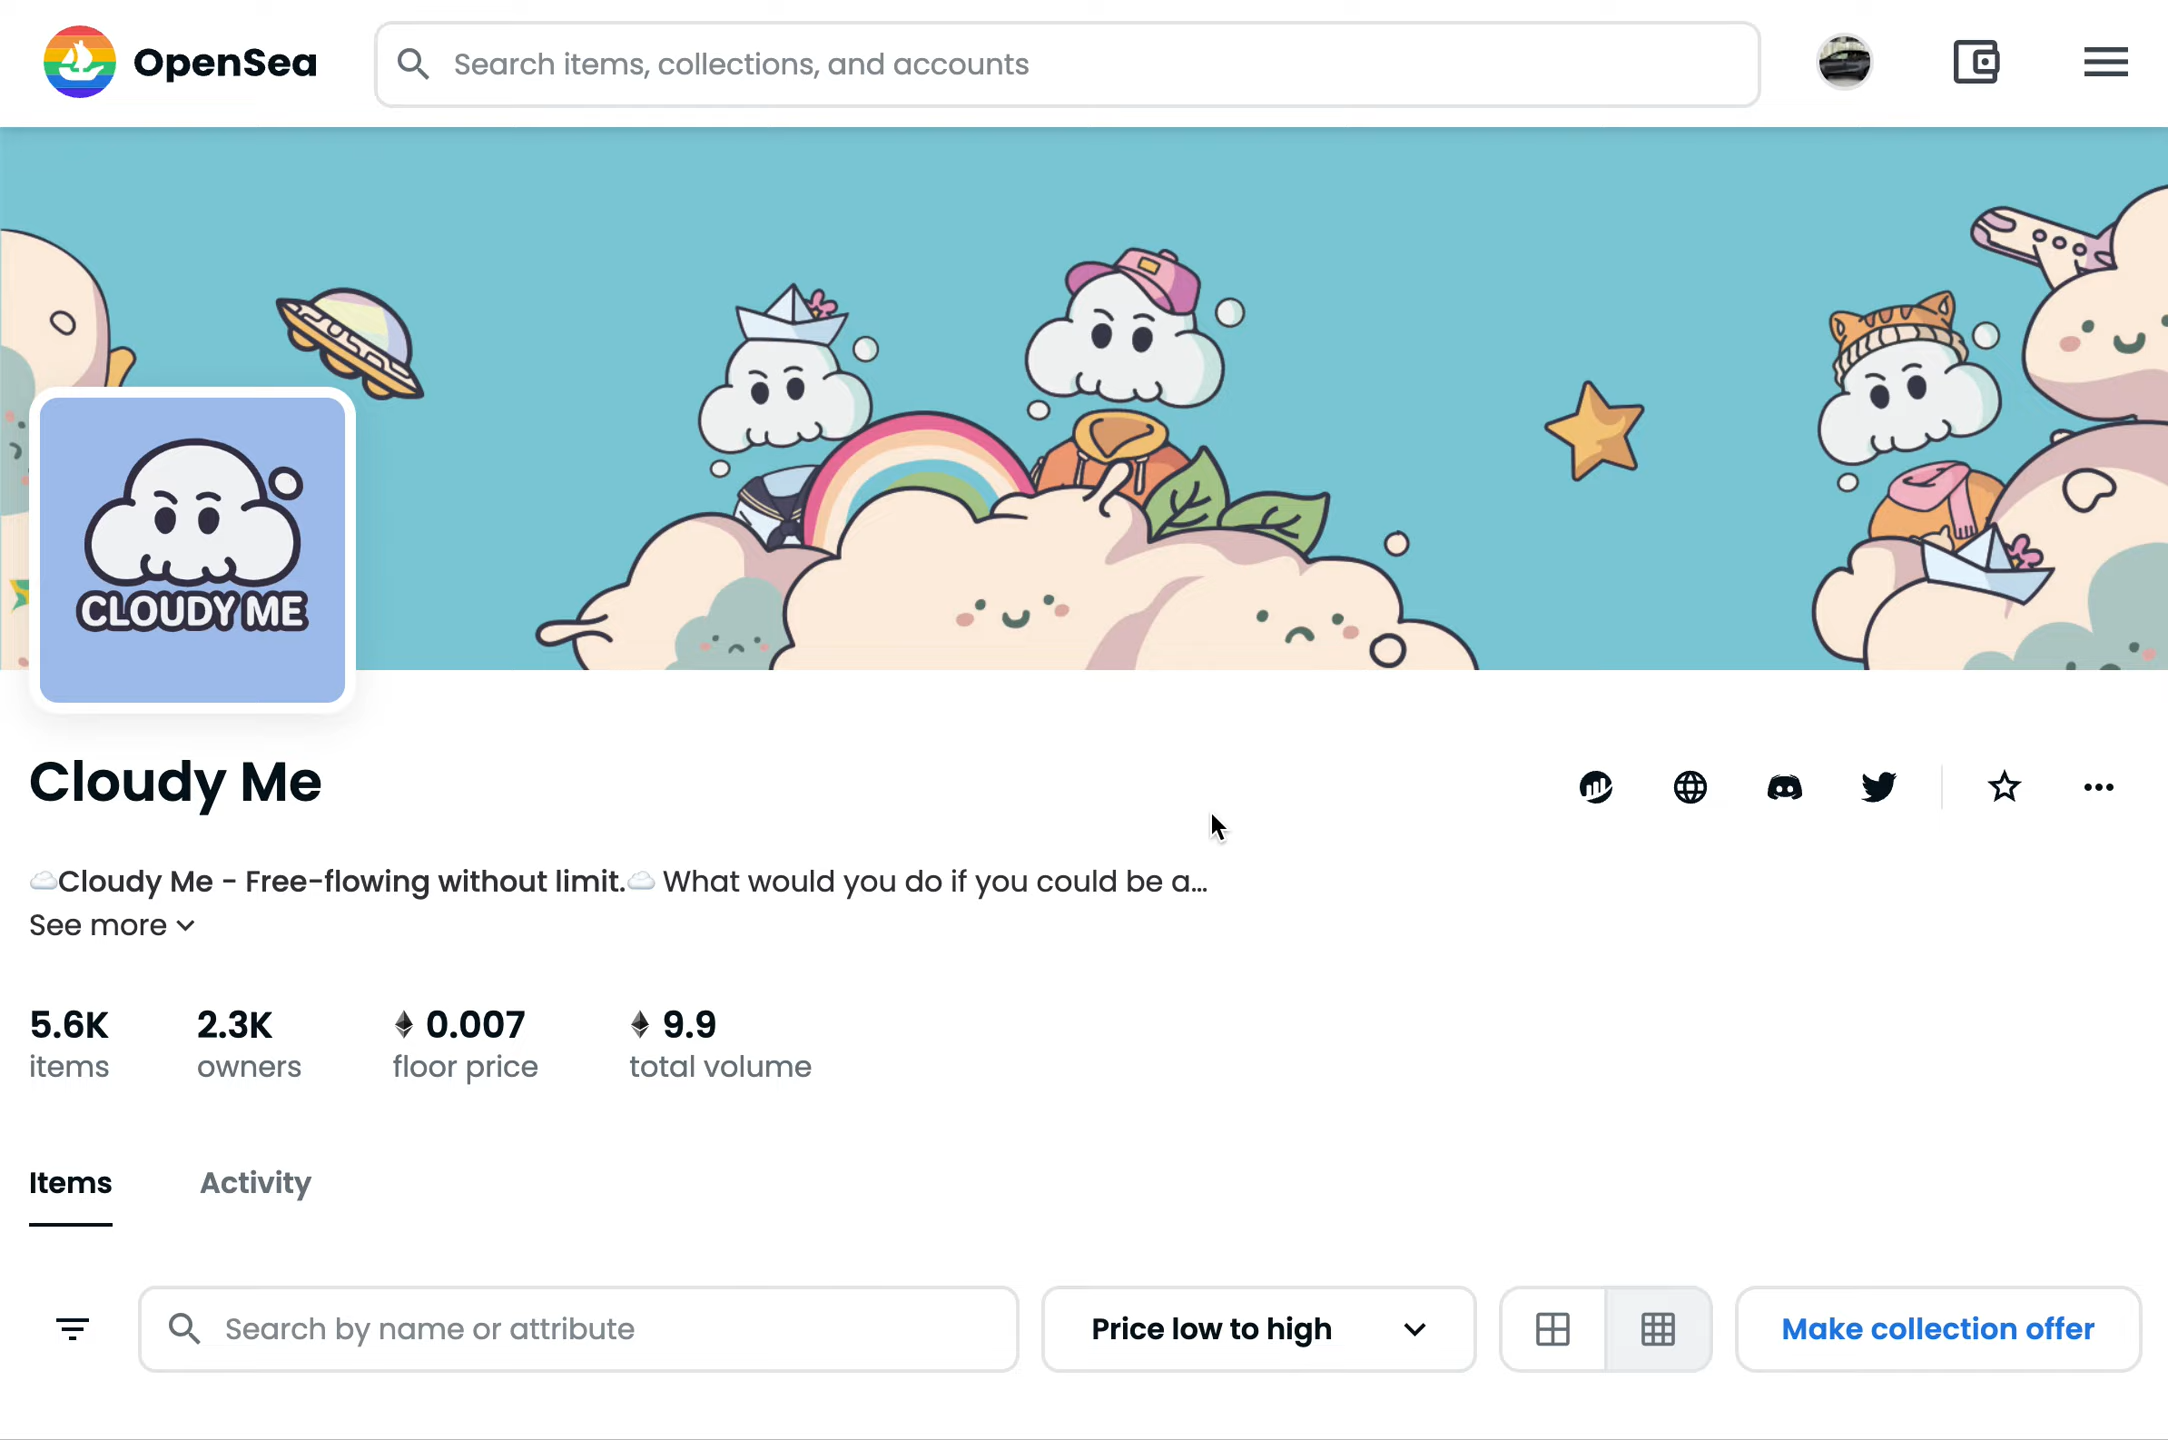 OpenSea
Search items, collections, and accounts
CLOUDY ME
Cloudy Me
☁️Cloudy Me - Free-flowing without limit.☁️ What would you do if you could be a...
See more
5.6K
items
2.3K
owners
0.007
floor price
9.9
total volume
Items
Activity
Search by name or attribute
Price low to high
Make collection offer